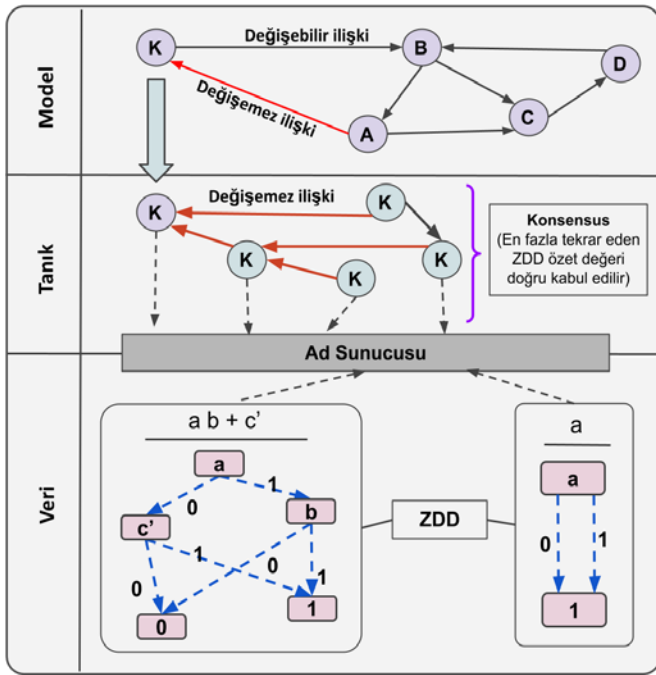 Model
K
Değişebilir ilişki
B
D
Değişemez ilişki
A
C
Tanık
K
Değişemez ilişki
K
K
K
K
Konsensus
(En fazla tekrar eden
ZDD özet değeri
doğru kabul edilir)
Ad Sunucusu
Veri
a b + c’
a
0
1
c’
b
0
1
0
1
0
1
ZDD
a
a
0
1
1